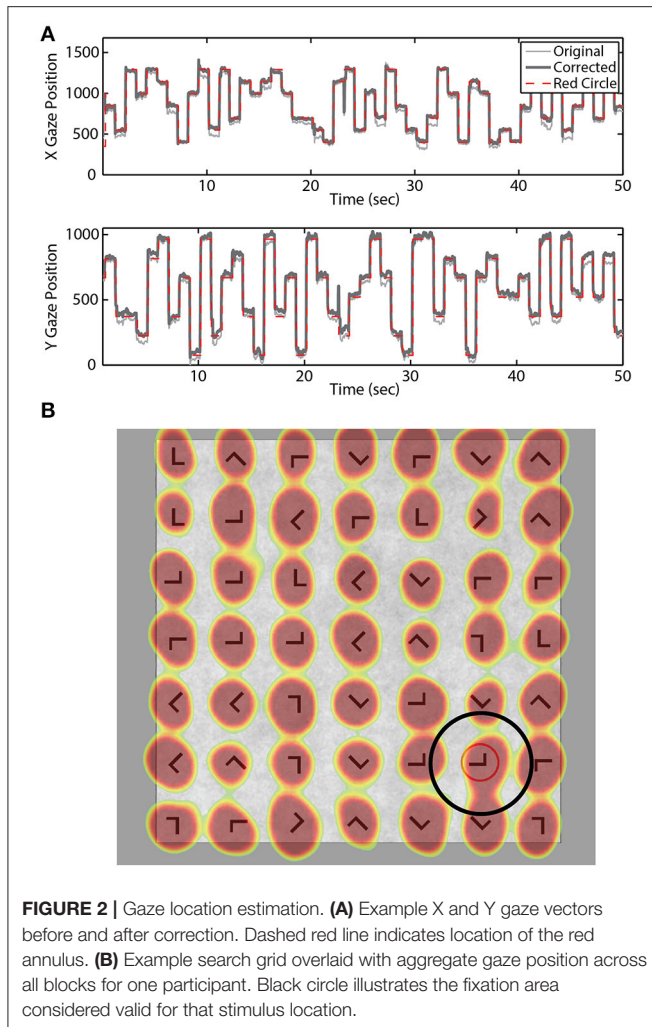 A
X Gaze Position
1500
1000
500
0
Original
Corrected
Red Circle
10
20
30
40
50
Time (sec)
Y Gaze Position
1000
500
0
10
20
30
40
50
Time (sec)
B
FIGURE 2 | Gaze location estimation. (A) Example X and Y gaze vectors
before and after correction. Dashed red line indicates location of the red
annulus. (B) Example search grid overlaid with aggregate gaze position across
all blocks for one participant. Black circle illustrates the fixation area
considered valid for that stimulus location.